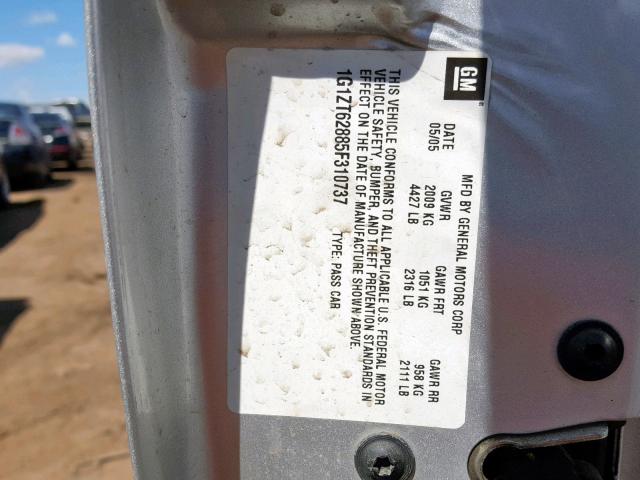 GM
MFD BY GENERAL MOTORS CORP
DATE GVWR GAWR FRT GAWR RR
05/05 2009 KG 1051 KG 958 KG
4427 LB 2316 LB 2111 LB
THIS VEHICLE CONFORMS TO ALL APPLICABLE U.S. FEDERAL MOTOR
VEHICLE SAFETY, BUMPER, AND THEFT PREVENTION STANDARDS IN
EFFECT ON THE DATE OF MANUFACTURE SHOWN ABOVE.
1G1ZT62885F310737 TYPE: PASS CAR